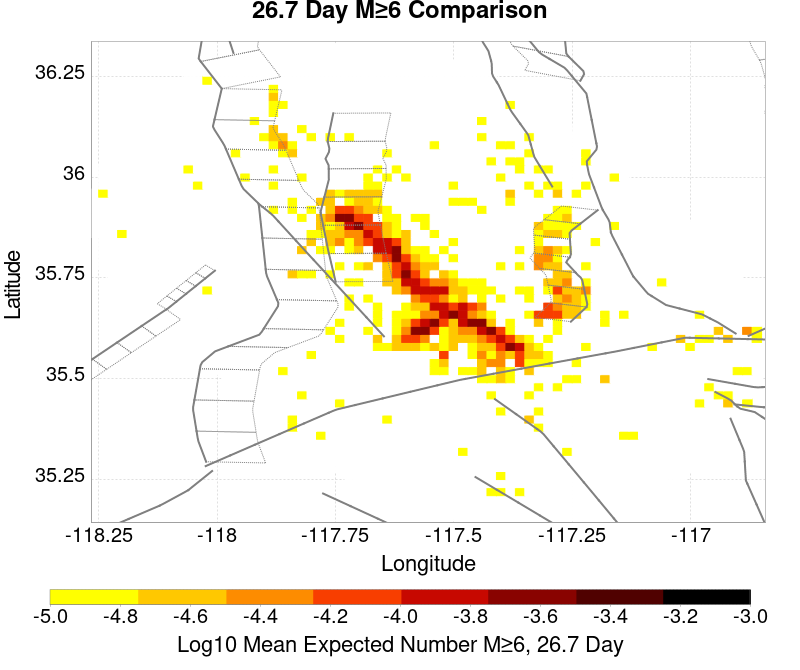 26.7 Day M≥6 Comparison
36.25
36
35.75
35.5
35.25
Latitude
-118.25 -118 -117.75 -117.5 -117.25 -117
Longitude
-5.0 -4.8 -4.6 -4.4 -4.2 -4.0 -3.8 -3.6 -3.4 -3.2 -3.0
Log10 Mean Expected Number M≥6, 26.7 Day